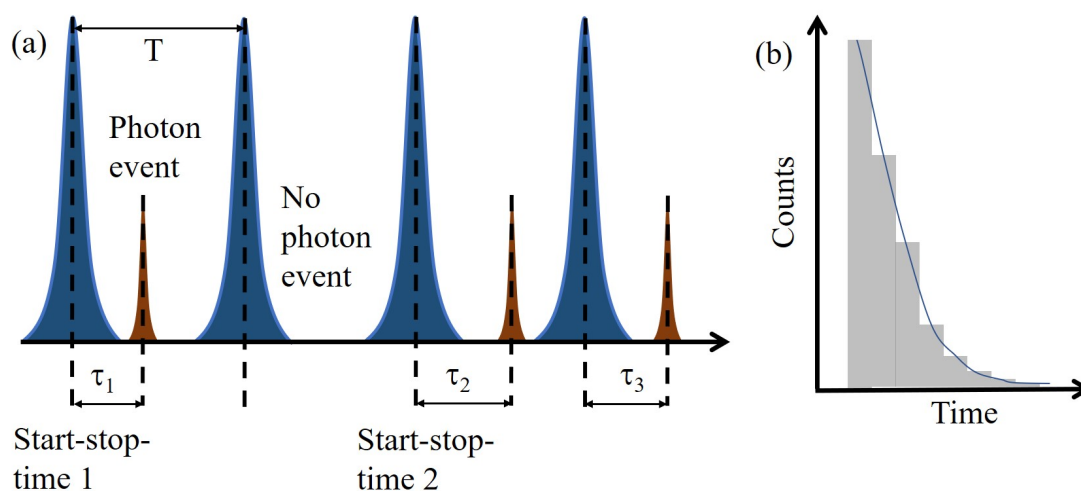 (a)
T
Photon
event
No
photon
event
τ1
τ2
τ3
Start-stop-
time 1
Start-stop-
time 2
(b)
Counts
Time